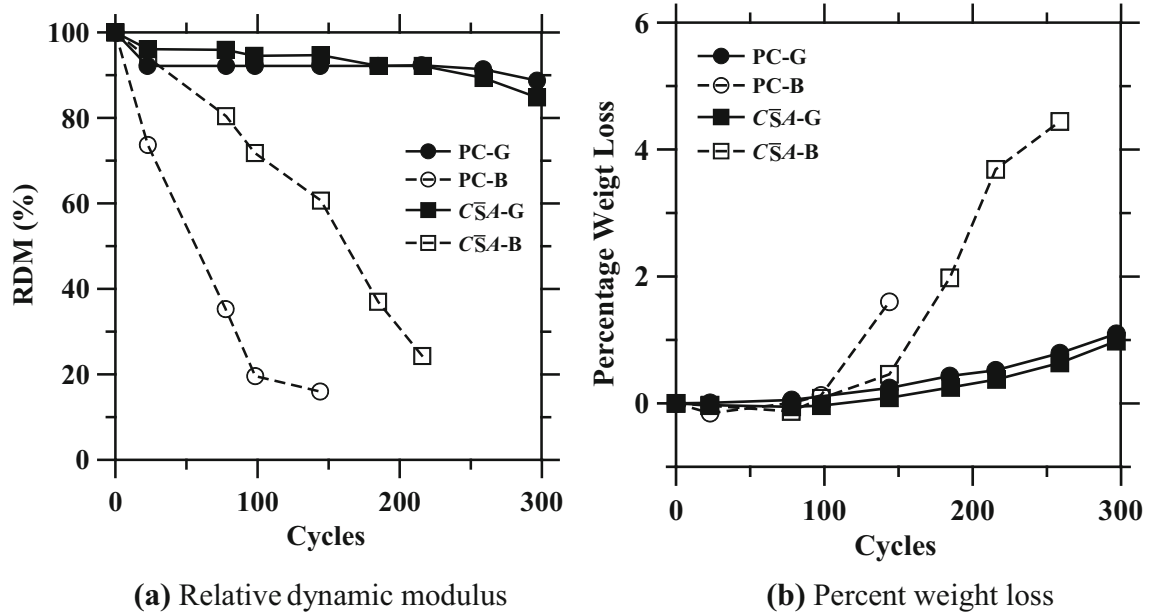 100
80
60
40
20
0
RDM (%)
PC-G
PC-B
CS̅A-G
CS̅A-B
0 100 200 300
Cycles
(a) Relative dynamic modulus
6
4
2
0
Percentage Weigt Loss
PC-G
PC-B
CS̅A-G
CS̅A-B
0 100 200 300
Cycles
(b) Percent weight loss